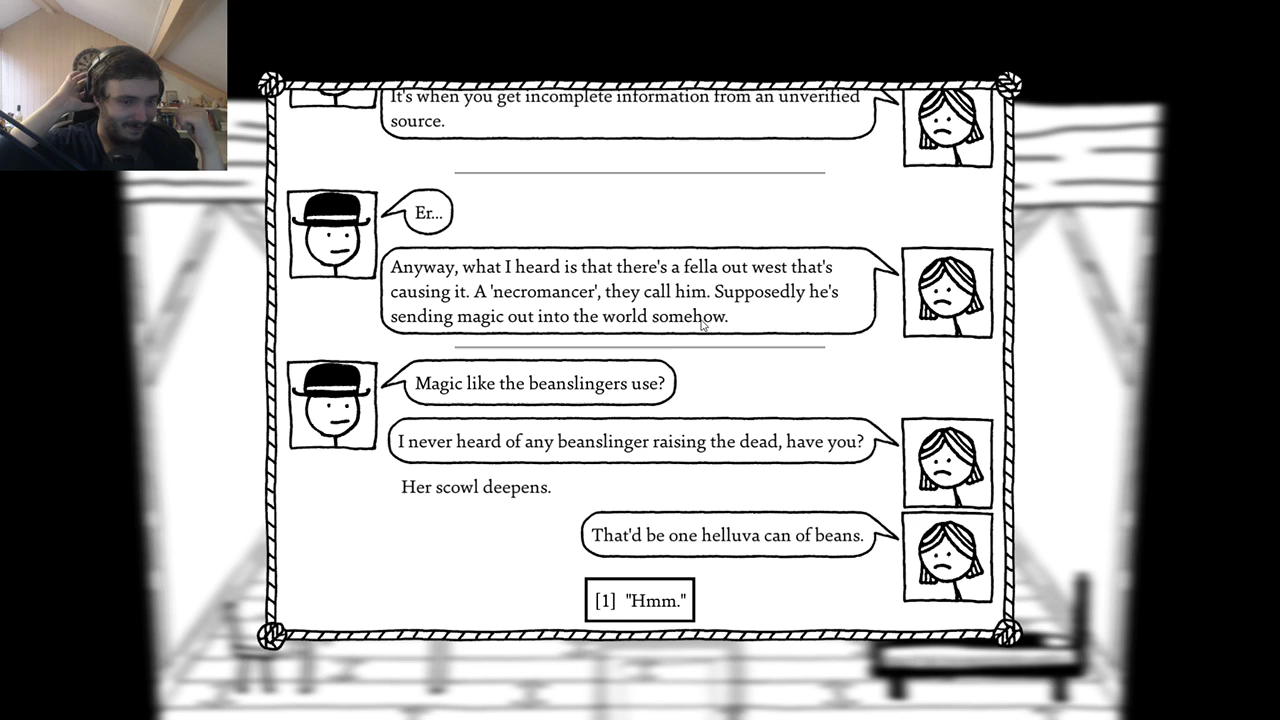 It's when you get incomplete information from an unverified
source.
Er...
Anyway, what I heard is that there's a fella out west that's
causing it. A 'necromancer', they call him. Supposedly he's
sending magic out into the world somehow.
Magic like the beanslingers use?
I never heard of any beanslinger raising the dead, have you?
Her scowl deepens.
That'd be one helluva can of beans.
[1] "Hmm."